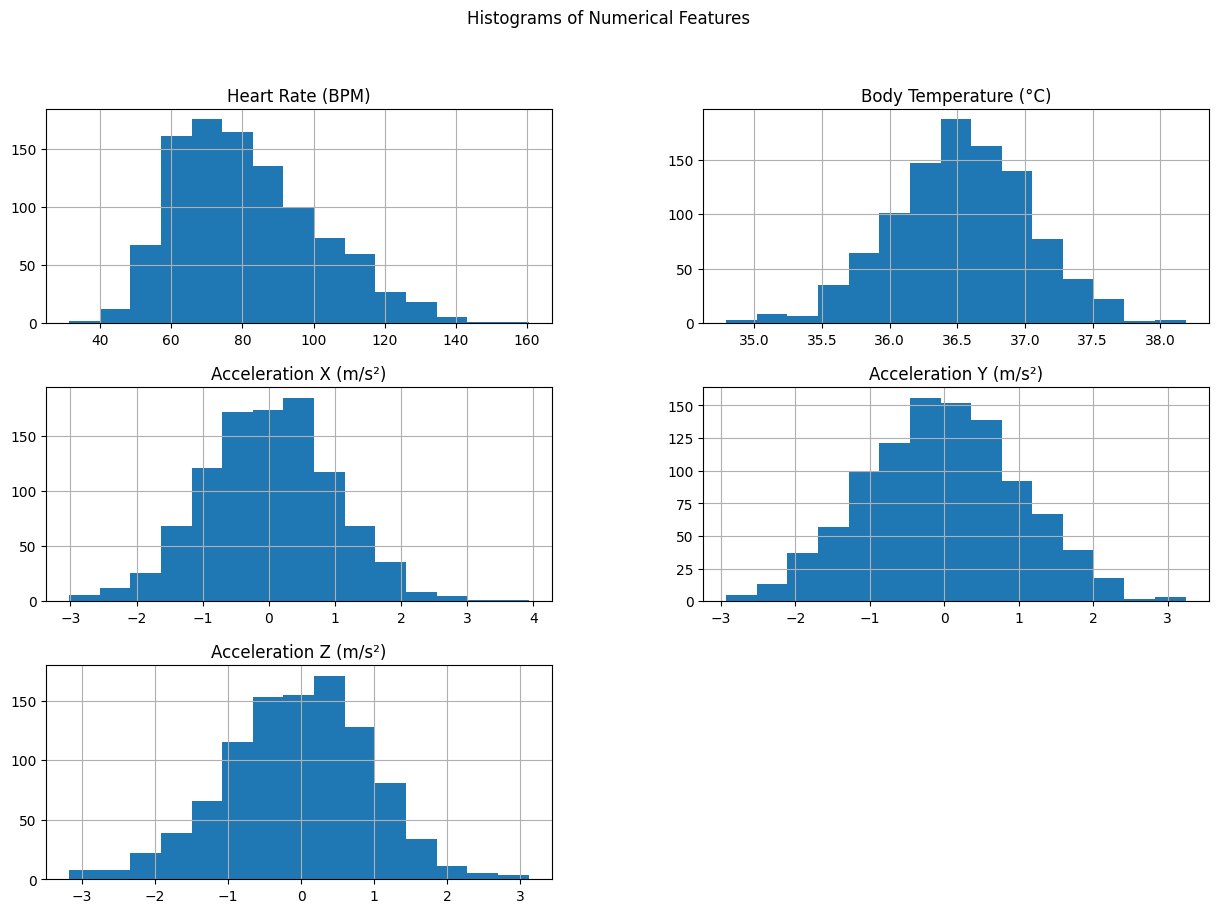 Histograms of Numerical Features
Heart Rate (BPM)
150
100
50
0
40 60 80 100 120 140 160
Body Temperature (°C)
150
100
50
0
35.0 35.5 36.0 36.5 37.0 37.5 38.0
Acceleration X (m/s²)
150
100
50
0
−3 −2 −1 0 1 2 3 4
Acceleration Y (m/s²)
150
125
100
75
50
25
0
−3 −2 −1 0 1 2 3
Acceleration Z (m/s²)
150
100
50
0
−3 −2 −1 0 1 2 3